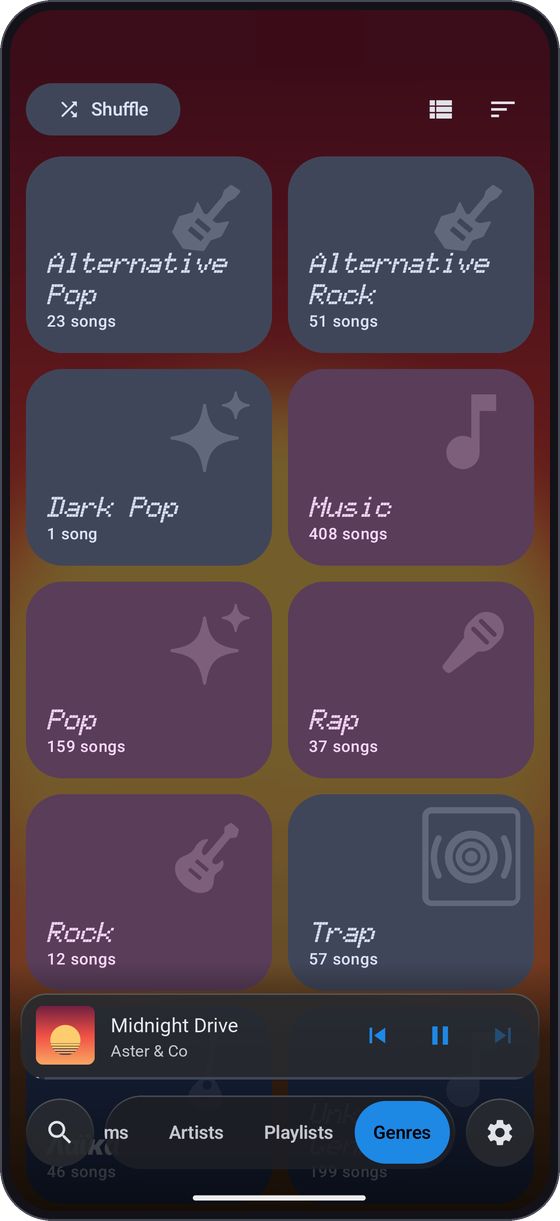 Shuffle
Alternative
Pop
23 songs
Alternative
Rock
51 songs
Dark Pop
1 song
Music
408 songs
Pop
159 songs
Rap
37 songs
Rock
12 songs
Trap
57 songs
Midnight Drive
Aster & Co
ms
Artists
Playlists
Genres
46 songs
199 songs